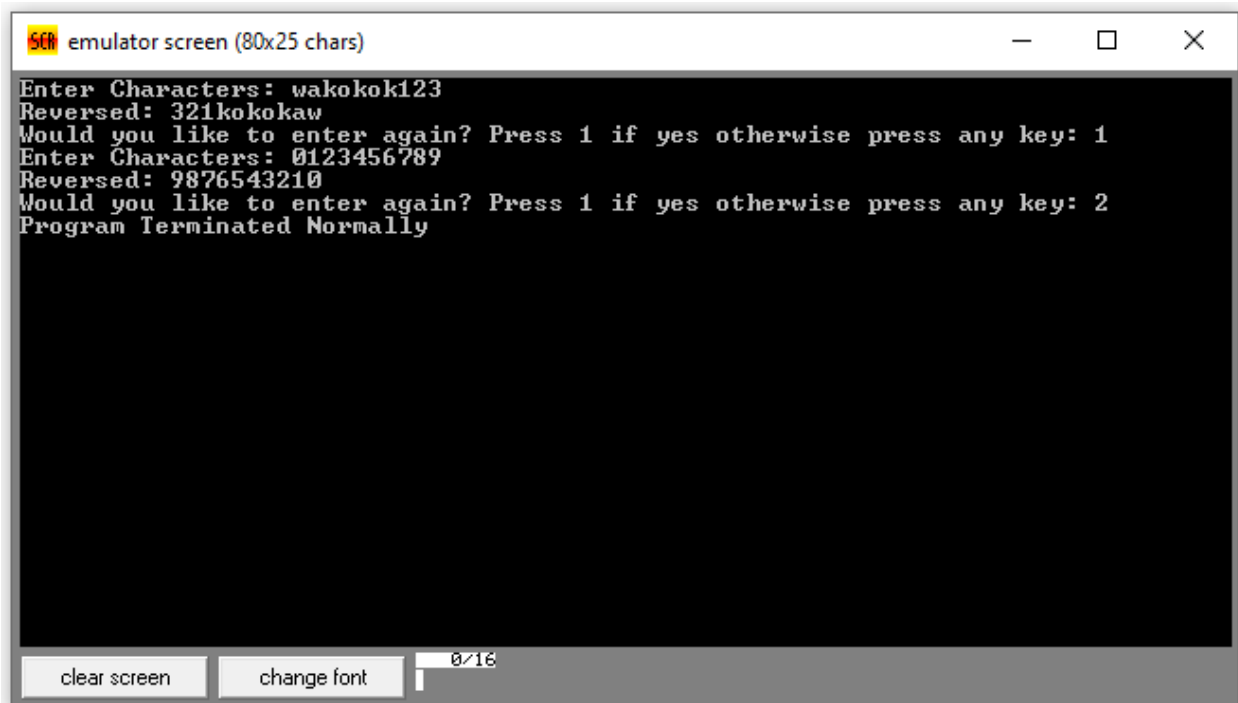 SCR emulator screen (80x25 chars)
Enter Characters: wakokok123
Reversed: 321kokokaw
Would you like to enter again? Press 1 if yes otherwise press any key: 1
Enter Characters: 0123456789
Reversed: 9876543210
Would you like to enter again? Press 1 if yes otherwise press any key: 2
Program Terminated Normally
clear screen change font 0/16